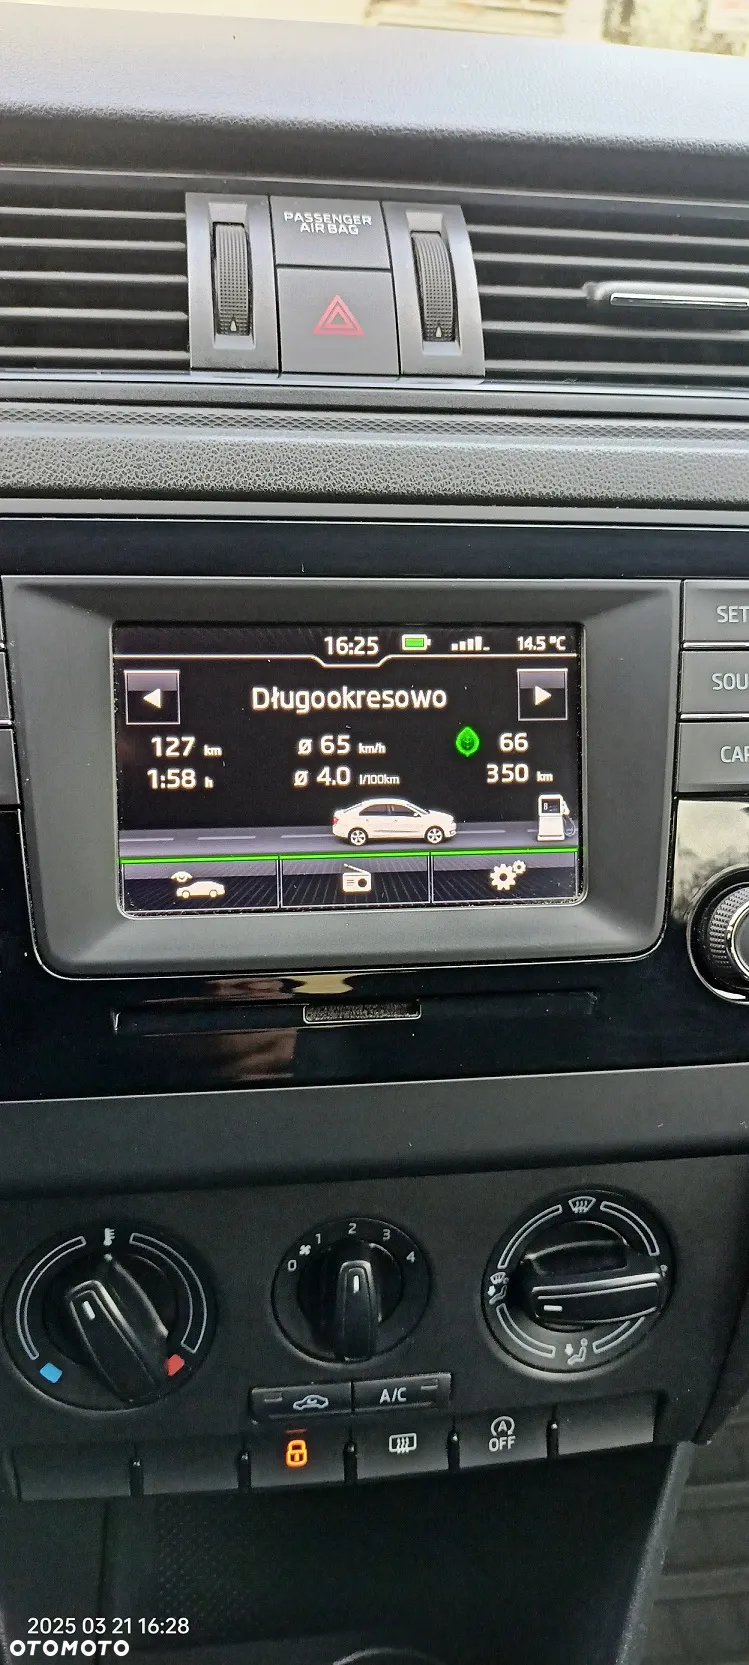 PASSENGER
AIR BAG
16:25 14.5 °C
Długookresowo
127 km Ø 65 km/h 66
1:58 h Ø 4.0 l/100km 350 km
SET
SOU
CAR
0 1 2 3 4
A/C
A
OFF
2025 03 21 16:28
OTOMOTO